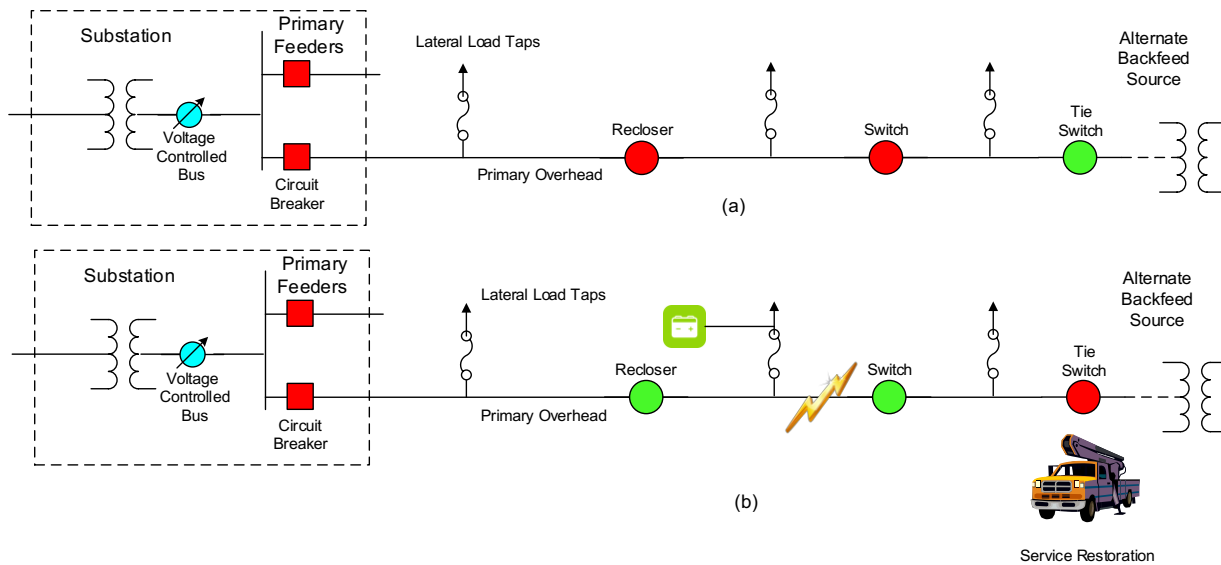 Substation
Primary
Feeders
Voltage
Controlled
Bus
Circuit
Breaker
Lateral Load Taps
Primary Overhead
Recloser
Switch
Tie
Switch
Alternate
Backfeed
Source
(a)
Substation
Primary
Feeders
Voltage
Controlled
Bus
Circuit
Breaker
Lateral Load Taps
Primary Overhead
Recloser
Switch
Tie
Switch
Alternate
Backfeed
Source
(b)
Service Restoration